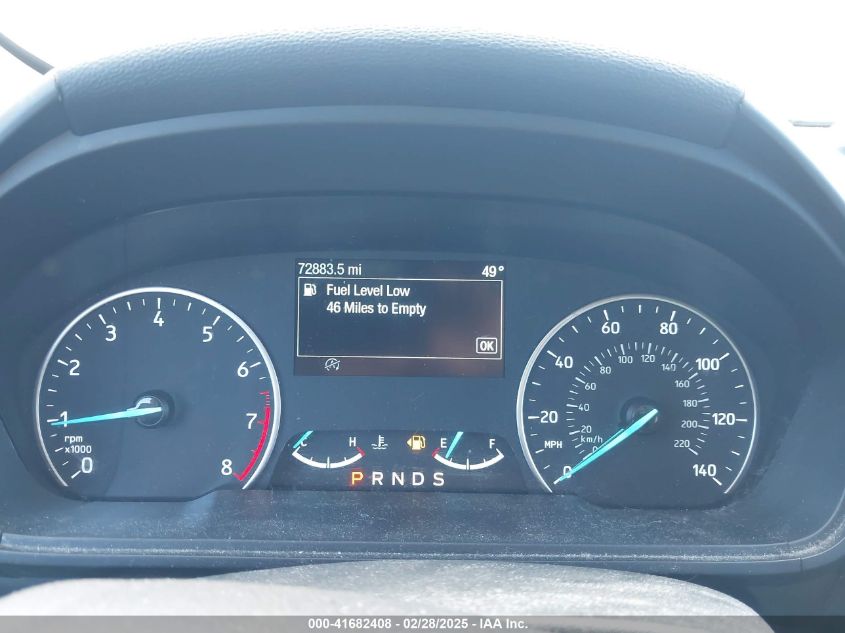 72883.5 mi 49°
Fuel Level Low
46 Miles to Empty
OK
0 1 2 3 4 5 6 7 8
rpm
x1000
C H
E F
P R N D S
0 20 40 60 80 100 120 140
MPH
0 20 40 60 80 100 120 140 160 180 200 220
km/h
000-41682408 - 02/28/2025 - IAA Inc.